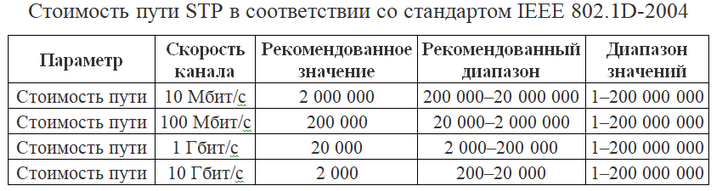 Стоимость пути STP в соответствии со стандартом IEEE 802.1D-2004
Параметр Скорость канала Рекомендованное значение Рекомендованный диапазон Диапазон значений
Стоимость пути 10 Мбит/с 2 000 000 200 000–20 000 000 1–200 000 000
Стоимость пути 100 Мбит/с 200 000 20 000–2 000 000 1–200 000 000
Стоимость пути 1 Гбит/с 20 000 2 000–200 000 1–200 000 000
Стоимость пути 10 Гбит/с 2 000 200–20 000 1–200 000 000